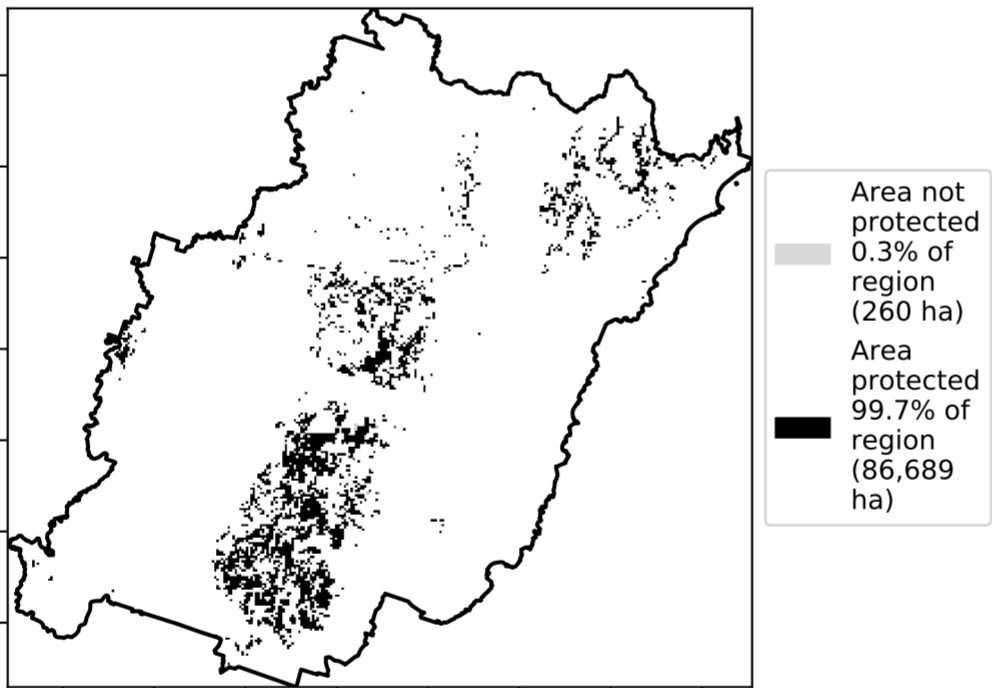 Area not
protected
0.3% of
region
(260 ha)
Area
protected
99.7% of
region
(86,689
ha)